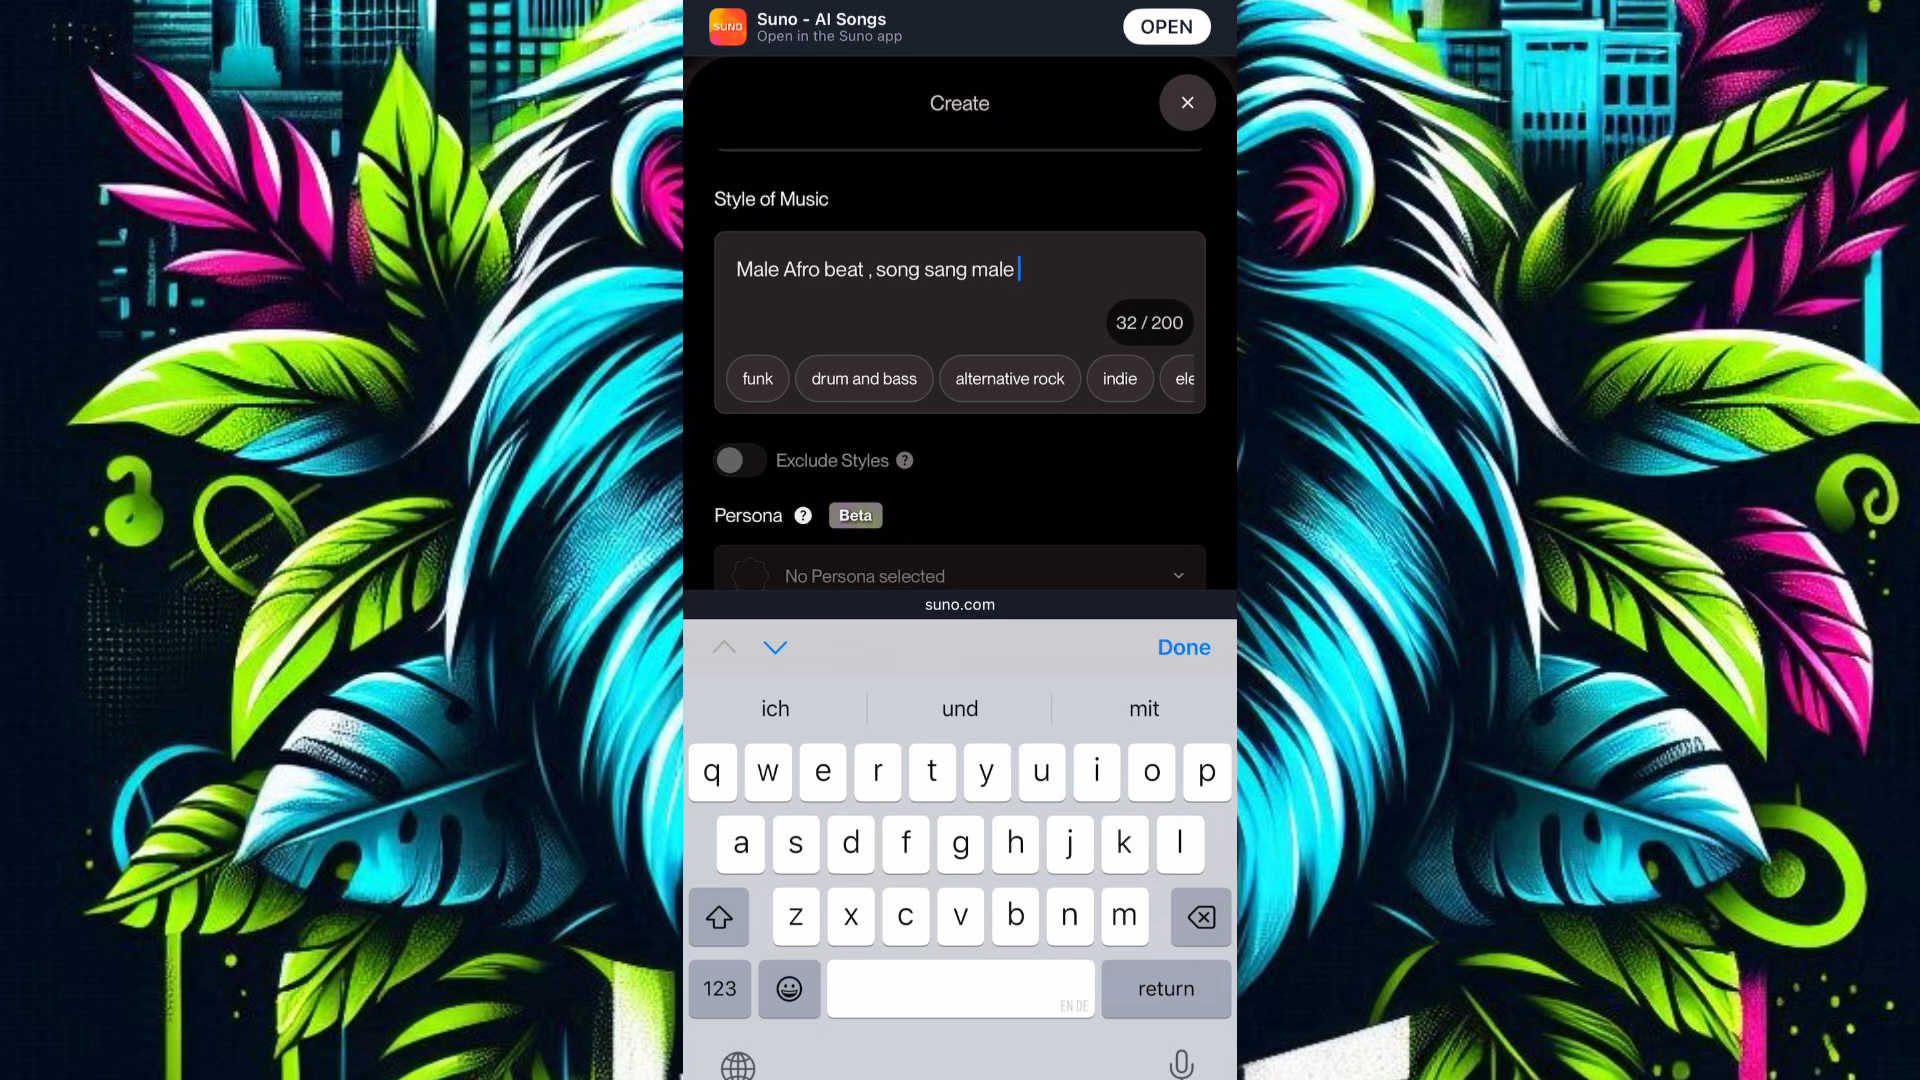 SUNO
Suno - AI Songs
Open in the Suno app
OPEN
Create
Style of Music
Male Afro beat , song sang male
32 / 200
funk
drum and bass
alternative rock
indie
ele
Exclude Styles ?
Persona ? Beta
No Persona selected
suno.com
Done
ich
und
mit
q w e r t y u i o p
a s d f g h j k l
z x c v b n m
123
EN DE
return